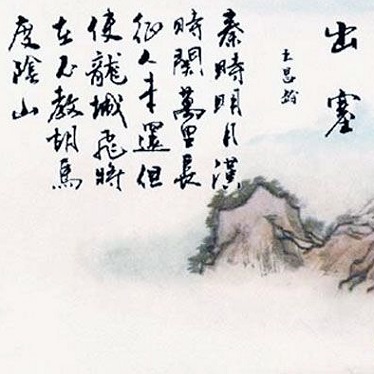 出塞
王昌齡
秦時明月漢
時關萬里長
征人未還但
使龍城飛將
在不教胡馬
度陰山